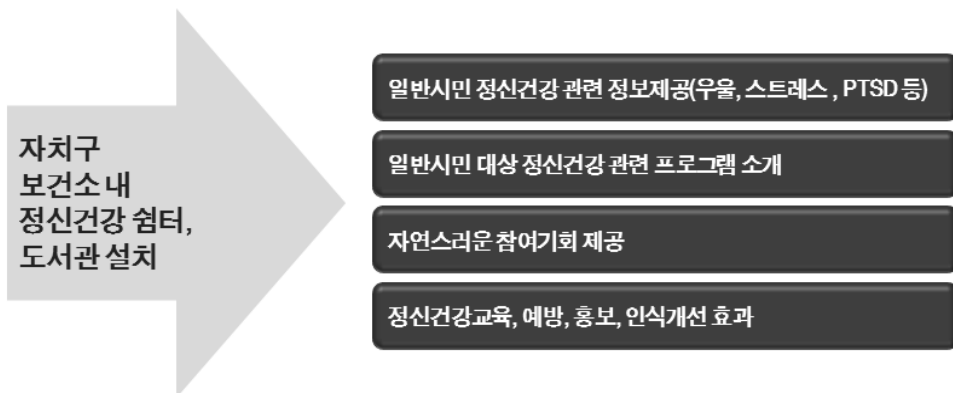 자치구
보건소 내
정신건강 쉼터,
도서관 설치
일반시민 정신건강 관련 정보제공(우울, 스트레스 , PTSD 등)
일반시민 대상 정신건강 관련 프로그램 소개
자연스러운 참여기회 제공
정신건강교육, 예방, 홍보, 인식개선 효과